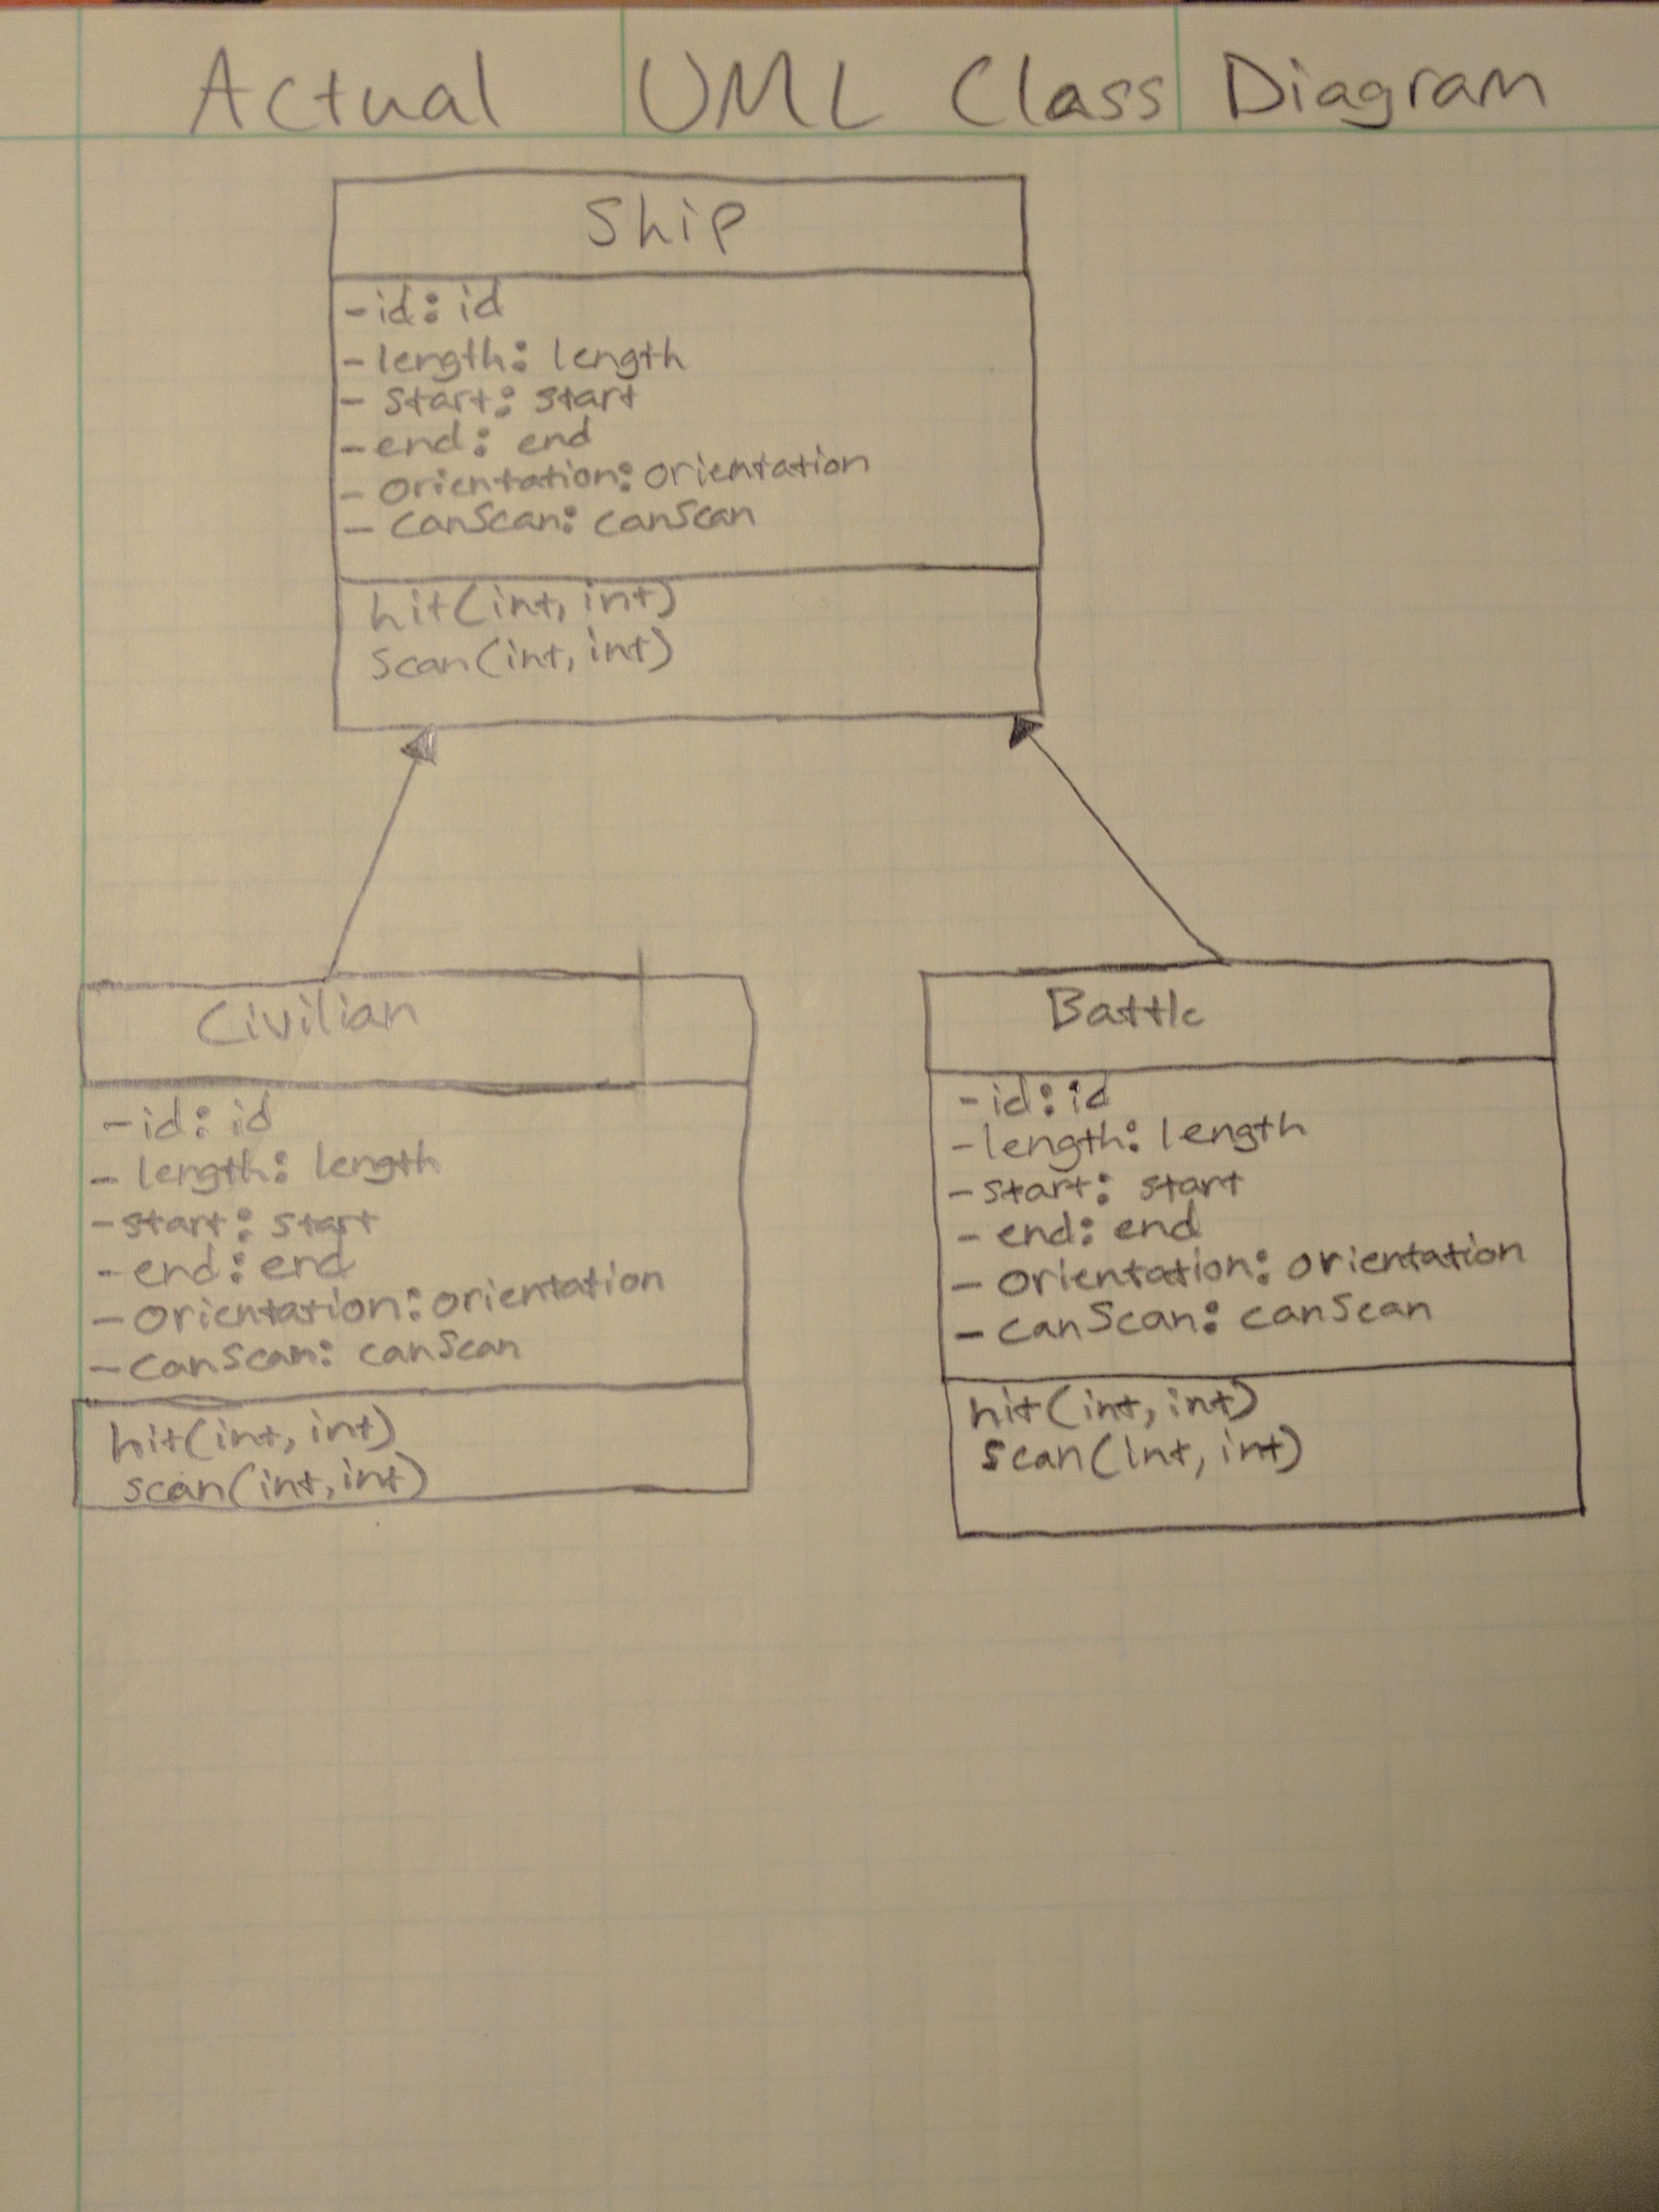 Actual UML Class Diagram
Ship
-id: id
-length: length
- start: start
-end: end
- orientation: orientation
- canScan: canScan
hit(int, int)
scan(int, int)
Civilian
-id: id
- length: length
-start: start
-end: end
-orientation: orientation
-canScan: canScan
hit(int, int)
scan(int, int)
Battle
-id: id
-length: length
-start: start
- end: end
- orientation: orientation
- canScan: canScan
hit(int, int)
scan(int, int)